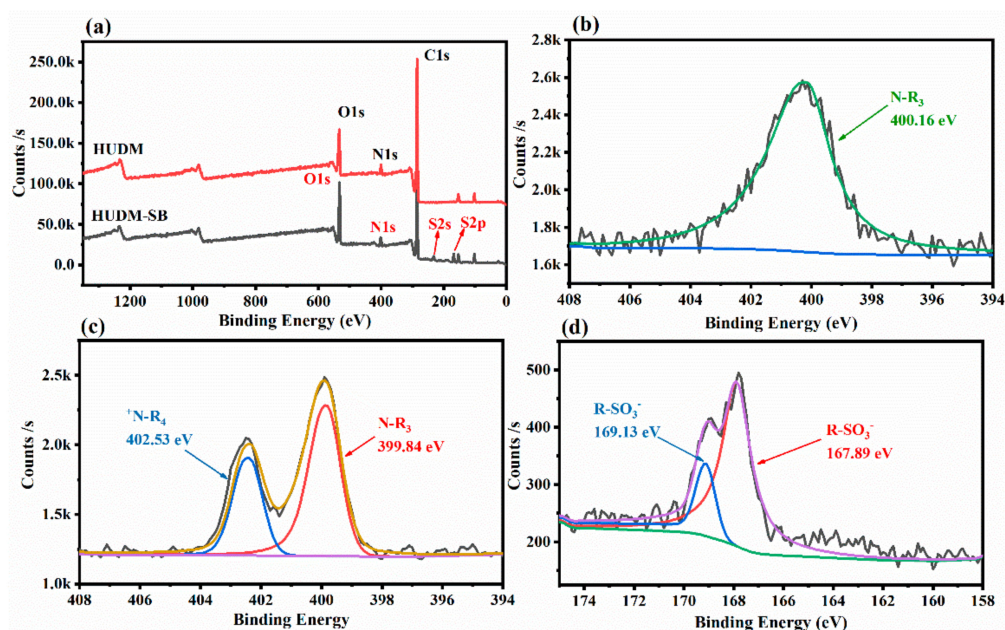 (a)
C1s
250.0k
200.0k
150.0k
100.0k
50.0k
0.0
O1s
N1s
HUDM
O1s
HUDM-SB
N1s
S2s
S2p
Counts /s
1200
1000
800
600
400
200
0
Binding Energy (eV)
(b)
2.8k
2.6k
2.4k
2.2k
2.0k
1.8k
1.6k
N-R3
400.16 eV
Counts /s
408
406
404
402
400
398
396
394
Binding Energy (eV)
(c)
2.5k
2.0k
1.5k
1.0k
+N-R4
402.53 eV
N-R3
399.84 eV
Counts /s
408
406
404
402
400
398
396
394
Binding Energy
(d)
500
400
300
200
R-SO3-
169.13 eV
R-SO3-
167.89 eV
Counts /s
174
172
170
168
166
164
162
160
158
Binding Energy (eV)